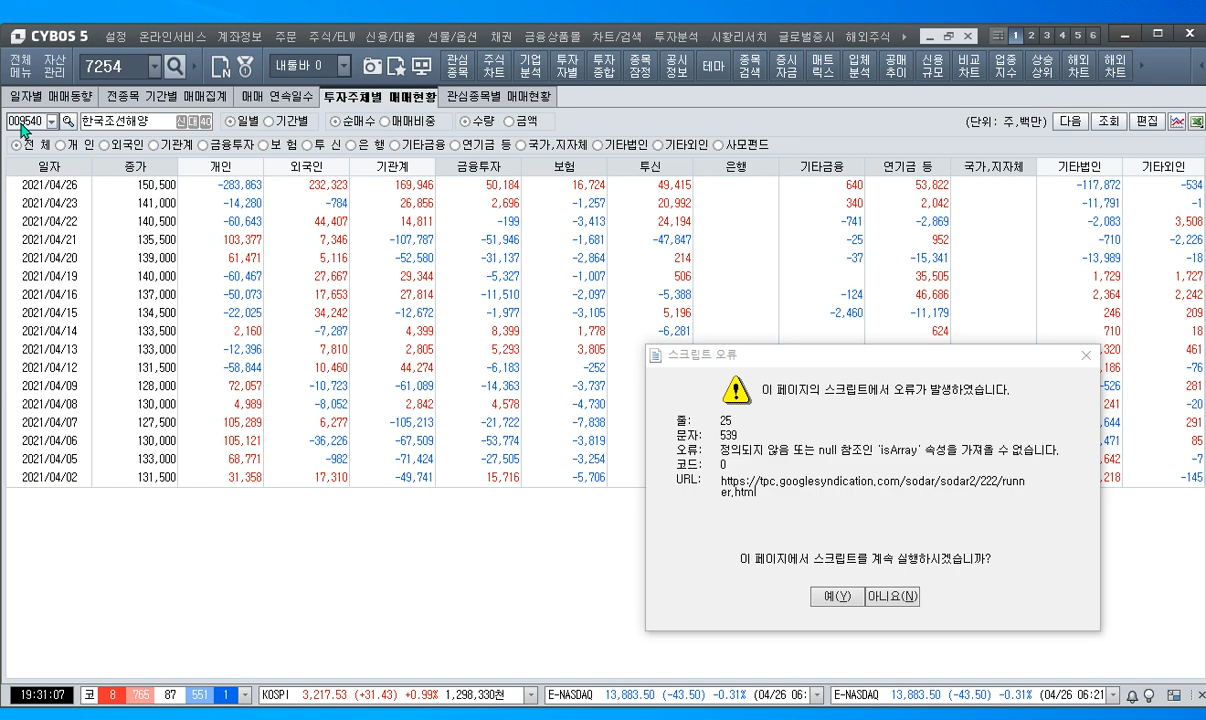 CYBOS 5 설정 온라인서비스 계좌정보 주문 주식/ELW 신용/대출 선물/옵션 채권 금융상품몰 차트/검색 투자분석 시황리서치 글로벌증시 해외주식 1 2 3 4 5 6
전체메뉴 자산관리 7254 내툴바 0 관심종목 주식차트 기업분석 투자자별 투자종합 종목잠정 공시정보 테마 종목검색 증시자금 매트릭스 입체분석 공매추이 신용규모 비교차트 업종지수 상승상위 해외차트 해외차트
일자별 매매동향 전종목 기간별 매매집계 매매 연속일수 투자주체별 매매현황 관심종목별 매매현황
009540 한국조선해양 일별 기간별 순매수 매매비중 수량 금액 (단위: 주,백만) 다음 조회 편집
전 체 개 인 외국인 기관계 금융투자 보 험 투 신 은 행 기타금융 연기금 등 국가,지자체 기타법인 기타외인 사모펀드
일자 종가 개인 외국인 기관계 금융투자 보험 투신 은행 기타금융 연기금 등 국가,지자체 기타법인 기타외인
2021/04/26 150,500 -283,863 232,323 169,946 50,184 16,724 49,415 640 53,822 -117,872 -534
2021/04/23 141,000 -14,280 -784 26,856 2,696 -1,257 20,992 340 2,042 -11,791 -1
2021/04/22 140,500 -60,643 44,407 14,811 -199 -3,413 24,194 -741 -2,869 -2,083 3,508
2021/04/21 135,500 103,377 7,346 -107,787 -51,946 -1,681 -47,847 -25 952 -710 -2,226
2021/04/20 139,000 61,471 5,116 -52,580 -31,137 -2,864 214 -37 -15,341 -13,989 -18
2021/04/19 140,000 -60,467 27,667 29,344 -5,327 -1,007 506 35,505 1,729 1,727
2021/04/16 137,000 -50,073 17,653 27,814 -11,510 -2,097 -5,388 -124 46,686 2,364 2,242
2021/04/15 134,500 -22,025 34,242 -12,672 -1,977 -3,105 5,196 -2,460 -11,179 246 209
2021/04/14 133,500 2,160 -7,287 4,399 8,399 1,778 -6,281 624 710 18
2021/04/13 133,000 -12,396 7,810 2,805 5,293 3,805 ,320 461
2021/04/12 131,500 -58,844 10,460 44,274 -6,183 -252 ,186 -76
2021/04/09 128,000 72,057 -10,723 -61,089 -14,363 -3,737 -526 281
2021/04/08 130,000 4,989 -8,052 2,842 4,578 -4,730 241 -20
2021/04/07 127,500 105,289 6,277 -105,213 -21,722 -7,838 ,644 291
2021/04/06 130,000 105,121 -36,226 -67,509 -53,774 -3,819 ,471 85
2021/04/05 133,000 68,771 -982 -71,424 -27,505 -3,254 ,642 -7
2021/04/02 131,500 31,358 17,310 -49,741 15,716 -5,706 ,218 -145
스크립트 오류
이 페이지의 스크립트에서 오류가 발생하였습니다.
줄: 25
문자: 539
오류: 정의되지 않음 또는 null 참조인 'isArray' 속성을 가져올 수 없습니다.
코드: 0
URL: https://tpc.googlesyndication.com/sodar/sodar2/222/runn
er.html
이 페이지에서 스크립트를 계속 실행하시겠습니까?
예(Y) 아니요(N)
19:31:07 코 8 765 87 551 1 KOSPI 3,217.53 (+31.43) +0.99% 1,298,330천 E-NASDAQ 13,883.50 (-43.50) -0.31% (04/26 06: E-NASDAQ 13,883.50 (-43.50) -0.31% (04/26 06:21